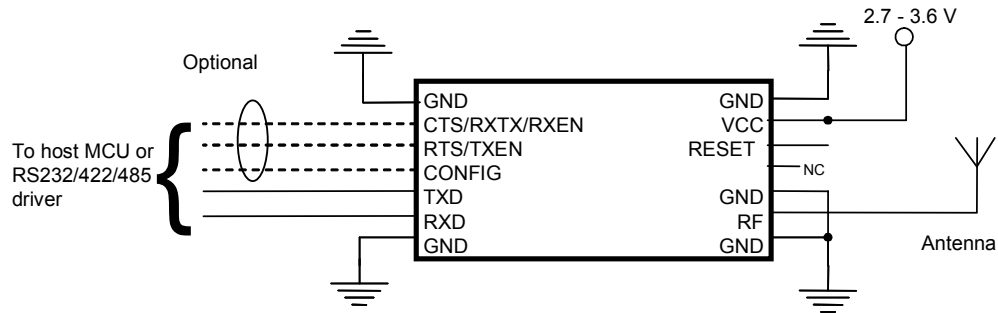 2.7 - 3.6 V
Optional
To host MCU or
RS232/422/485
driver
GND
CTS/RXTX/RXEN
RTS/TXEN
CONFIG
TXD
RXD
GND
GND
VCC
RESET
NC
GND
RF
GND
Antenna